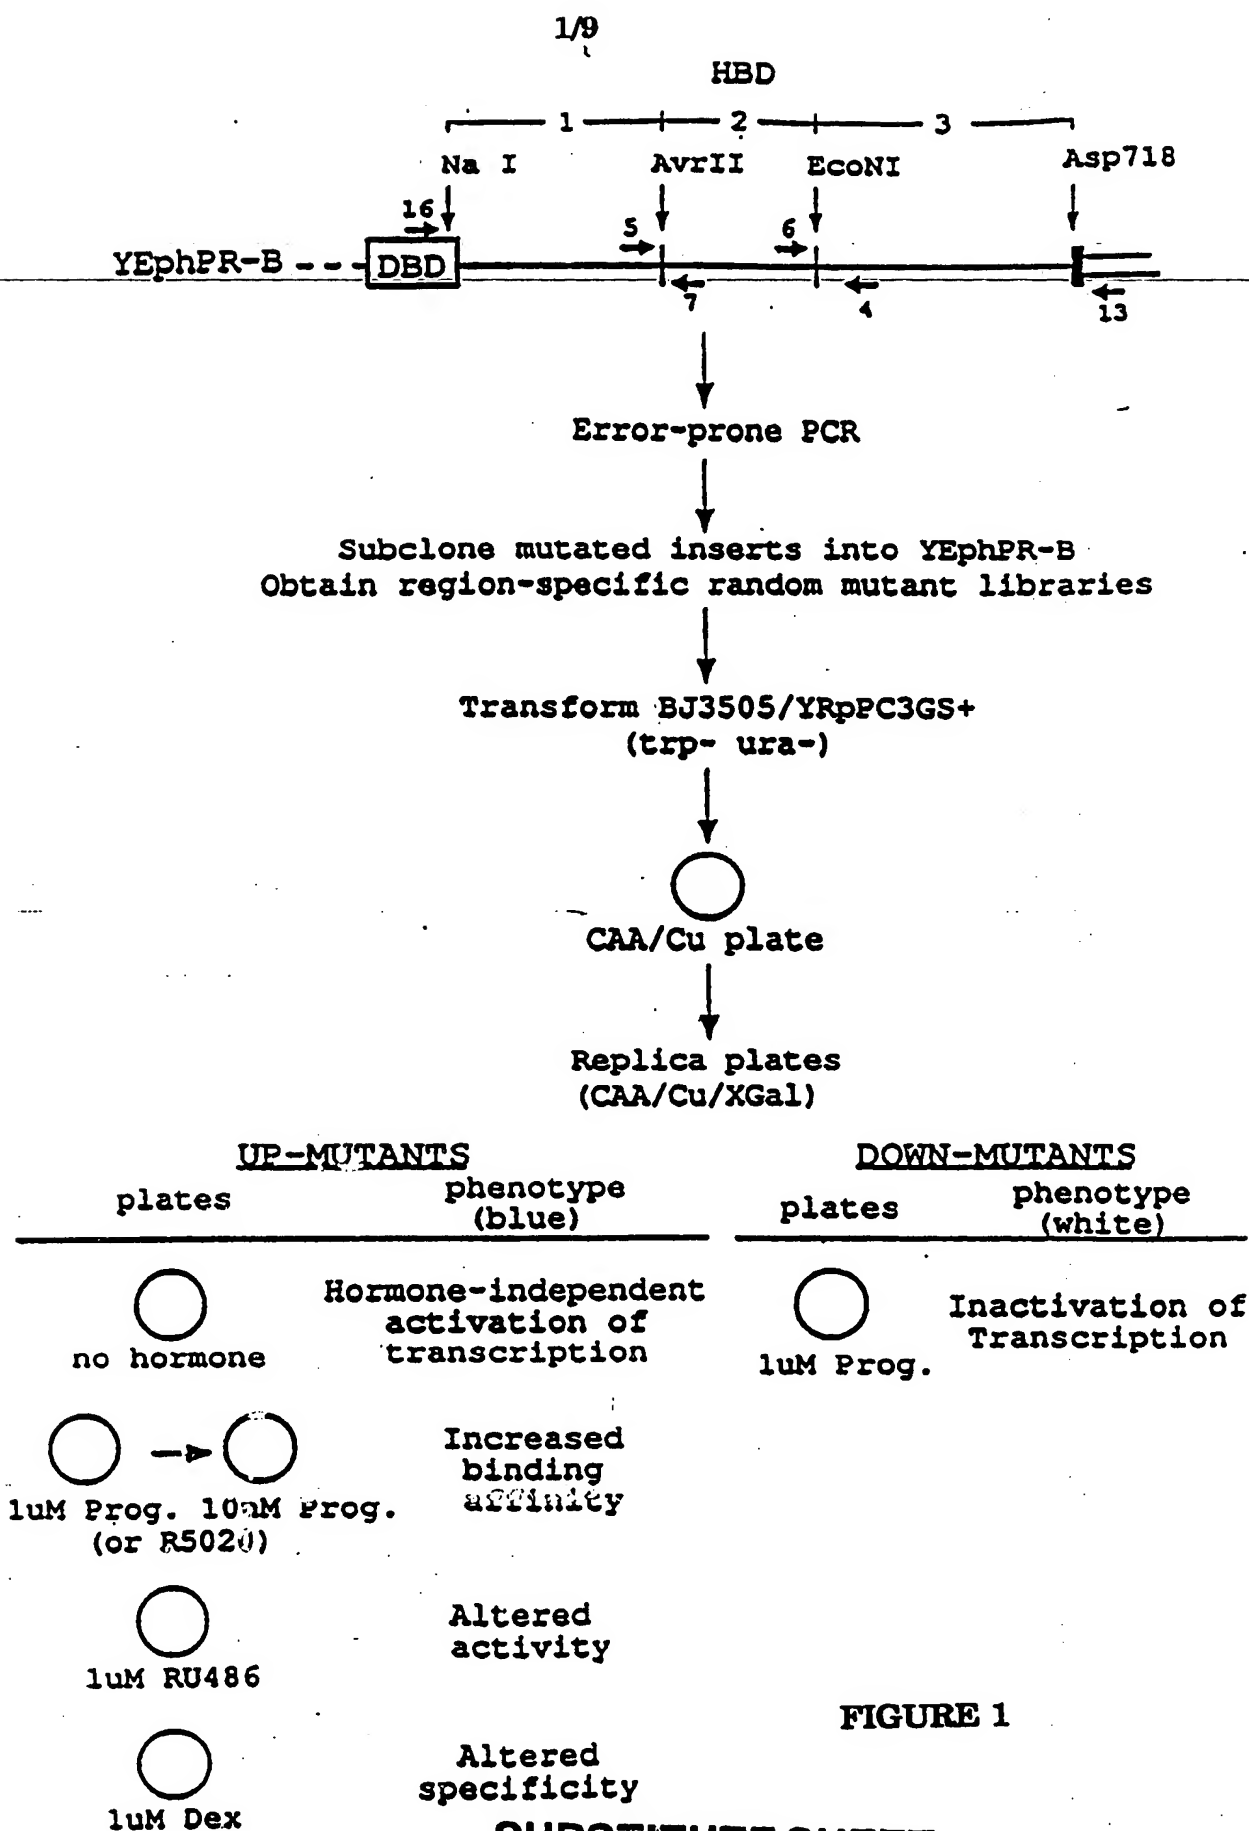 1/9
HBD
1 2 3
Na I AvrII EcoNI Asp718
16 5 6
YEphPR-B DBD
7 4 13
Error-prone PCR
Subclone mutated inserts into YEphPR-B
Obtain region-specific random mutant libraries
Transform BJ3505/YRpPC3GS+
(trp- ura-)
CAA/Cu plate
Replica plates
(CAA/Cu/XGal)
UP-MUTANTS
plates phenotype
(blue)
DOWN-MUTANTS
plates phenotype
(white)
Hormone-independent
activation of
transcription
no hormone
Inactivation of
Transcription
1uM Prog.
Increased
binding
affinity
1uM Prog. 10nM Prog.
(or R5020)
Altered
activity
1uM RU486
FIGURE 1
Altered
specificity
1uM Dex